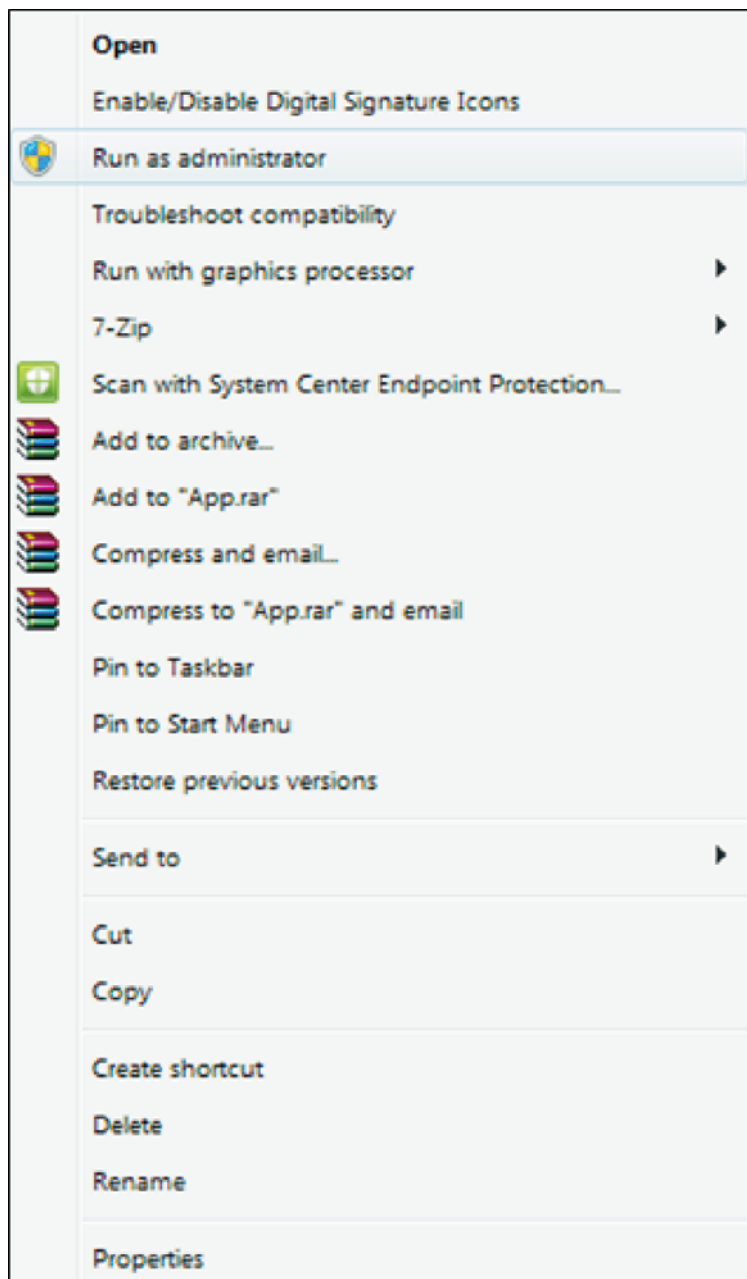 Open
Enable/Disable Digital Signature Icons
Run as administrator
Troubleshoot compatibility
Run with graphics processor
7-Zip
Scan with System Center Endpoint Protection...
Add to archive...
Add to "App.rar"
Compress and email...
Compress to "App.rar" and email
Pin to Taskbar
Pin to Start Menu
Restore previous versions
Send to
Cut
Copy
Create shortcut
Delete
Rename
Properties